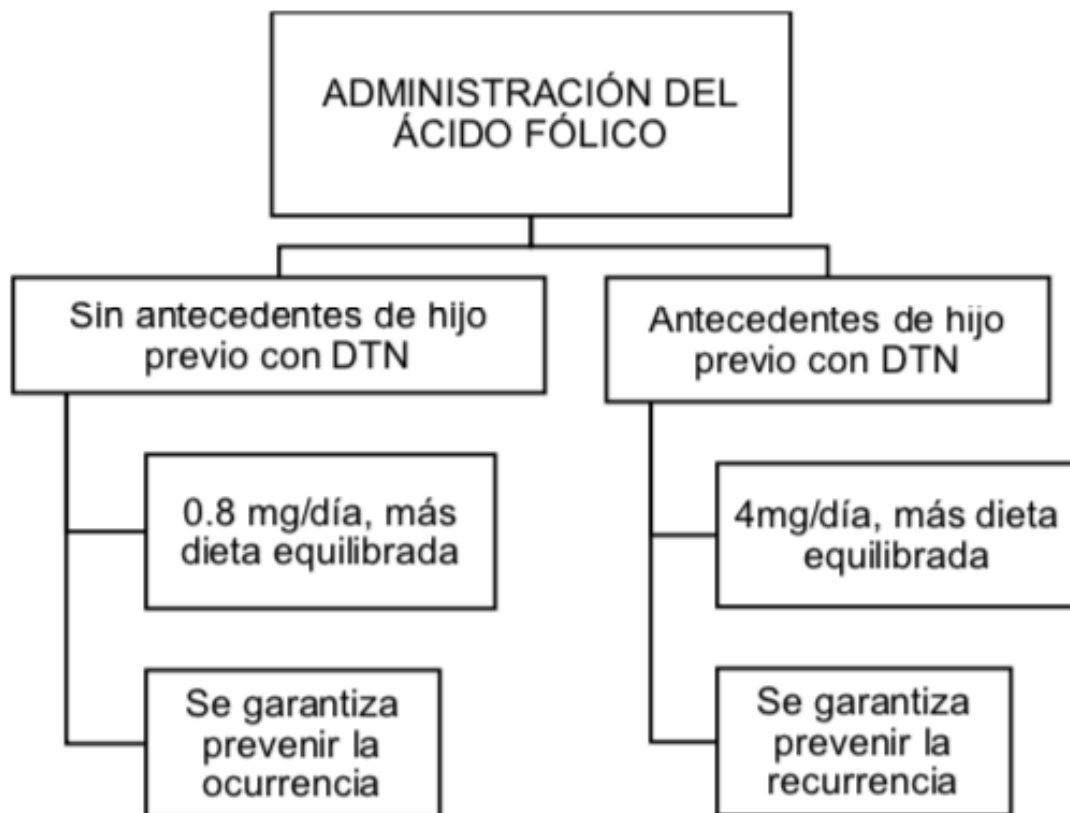 ADMINISTRACIÓN DEL
ÁCIDO FÓLICO
Sin antecedentes de hijo
previo con DTN
0.8 mg/día, más
dieta equilibrada
Se garantiza
prevenir la
ocurrencia
Antecedentes de hijo
previo con DTN
4mg/día, más dieta
equilibrada
Se garantiza
prevenir la
recurrencia